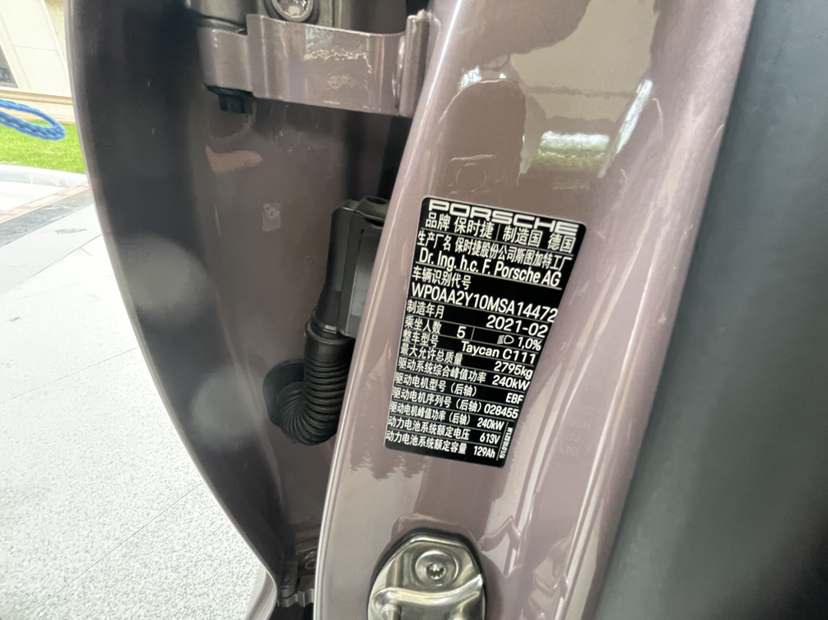 PORSCHE
品牌 保时捷 制造国 德国
生产厂名 保时捷股份公司斯图加特工厂
Dr. Ing. h.c. F. Porsche AG
车辆识别代号
WP0AA2Y10MSA14472
制造年月 2021-02
乘坐人数 5 1,0%
整车型号 Taycan C111
最大允许总质量 2795kg
驱动系统综合峰值功率 240kW
驱动电机型号（后轴） EBF
驱动电机序列号（后轴）028455
驱动电机峰值功率（后轴） 240kW
动力电池系统额定电压 613V
动力电池系统额定容量 129Ah